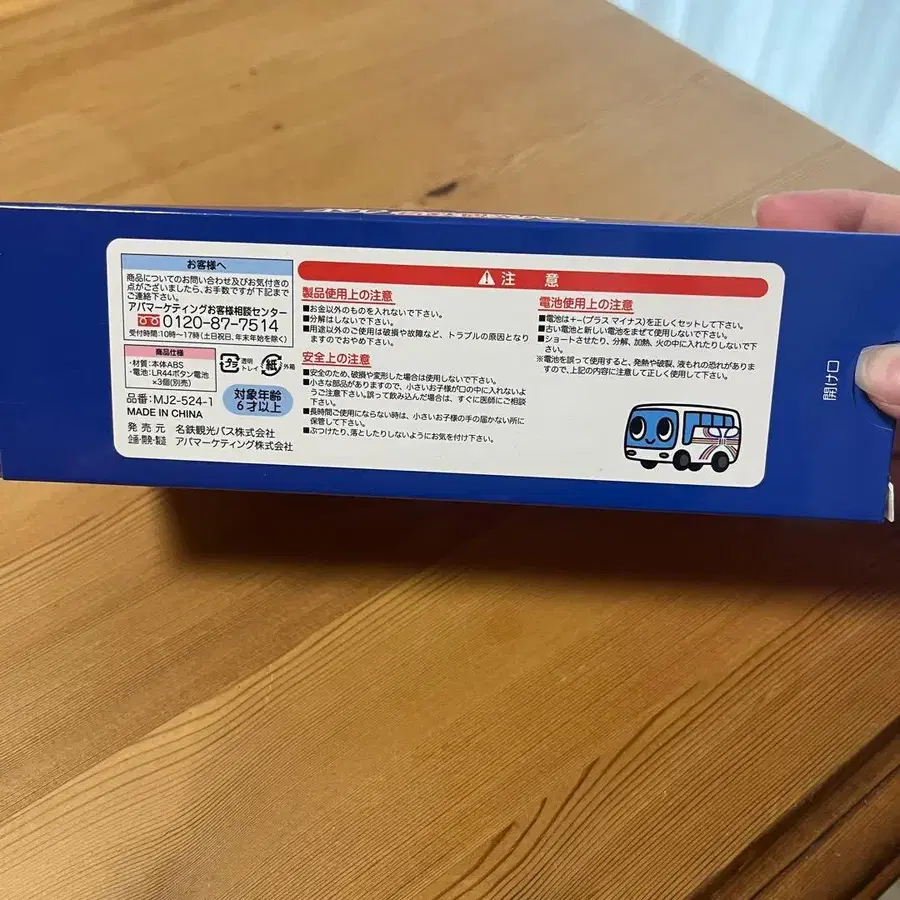 お客様へ
商品についてのお問い合わせ及びお気付きの
点がございましたら、お手数ですが下記まで
ご連絡下さい。
アパマーケティングお客様相談センター
0120-87-7514
受付時間:10時〜17時(土日祝日、年末年始を除く)
商品仕様
・材質:本体ABS
・電池:LR44ボタン電池
×3個(別売)
プラ
透明
トレイ
紙
外箱
品番:MJ2-524-1
MADE IN CHINA
対象年齢
6才以上
発売元 名鉄観光バス株式会社
企画・開発・製造 アパマーケティング株式会社
注 意
製品使用上の注意
■お金以外のものを入れないで下さい。
■分解はしないで下さい。
■用途以外のご使用は破損や故障など、トラブルの原因となり
ますのでおやめ下さい。
安全上の注意
■安全のため、破損や変形した場合は使用しないで下さい。
■小さな部品がありますので、小さいお子様が口の中に入れないよ
うご注意下さい。誤って飲み込んだ場合は、すぐに医師にご相談
下さい。
■長時間ご使用にならない時は、小さいお子様の手の届かない所に
保管して下さい。
■ぶつけたり、落としたりしないようにお気を付け下さい。
電池使用上の注意
■電池は+−(プラス マイナス)を正しくセットして下さい。
■古い電池と新しい電池をまぜて使用しないで下さい。
■ショートさせたり、分解、加熱、火の中に入れたりしないで下
さい。
※電池を誤って使用すると、発熱や破裂、液もれの恐れがありま
すので、上記の内容に注意して正しく使用して下さい。
開け口